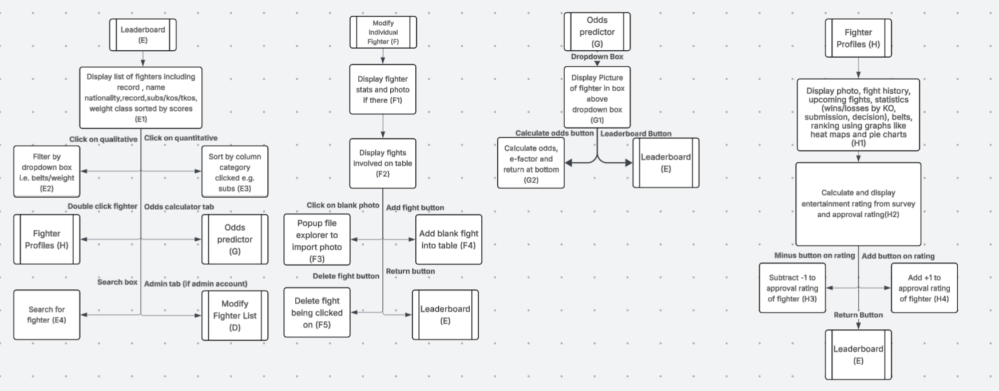 Leaderboard
(E)
Display list of fighters including
record , name
nationality,record,subs/kos/tkos,
weight class sorted by scores
(E1)
Click on qualitative
Click on quantitative
Filter by
dropdown box
i.e. belts/weight
(E2)
Sort by column
category
clicked e.g.
subs (E3)
Double click fighter
Odds calculator tab
Fighter
Profiles (H)
Odds
predictor
(G)
Search box
Admin tab (if admin account)
Search for
fighter (E4)
Modify
Fighter List
(D)
Modify
Individual
Fighter (F)
Display fighter
stats and photo
if there (F1)
Display fights
involved on table
(F2)
Click on blank photo
Add fight button
Popup file
explorer to
import photo
(F3)
Add blank fight
into table (F4)
Delete fight button
Return button
Delete fight
being clicked
on (F5)
Leaderboard
(E)
Odds
predictor
(G)
Dropdown Box
Display Picture
of fighter in box
above
dropdown box
(G1)
Calculate odds button
Leaderboard Button
Calculate odds,
e-factor and
return at bottom
(G2)
Leaderboard
(E)
Fighter
Profiles (H)
Display photo, fight history,
upcoming fights, statistics
(wins/losses by KO,
submission, decision), belts,
ranking using graphs like
heat maps and pie charts
(H1)
Calculate and display
entertainment rating from survey
and approval rating(H2)
Minus button on rating
Add button on rating
Subtract -1 to
approval rating
of fighter (H3)
Add +1 to
approval rating
of fighter (H4)
Return Button
Leaderboard
(E)